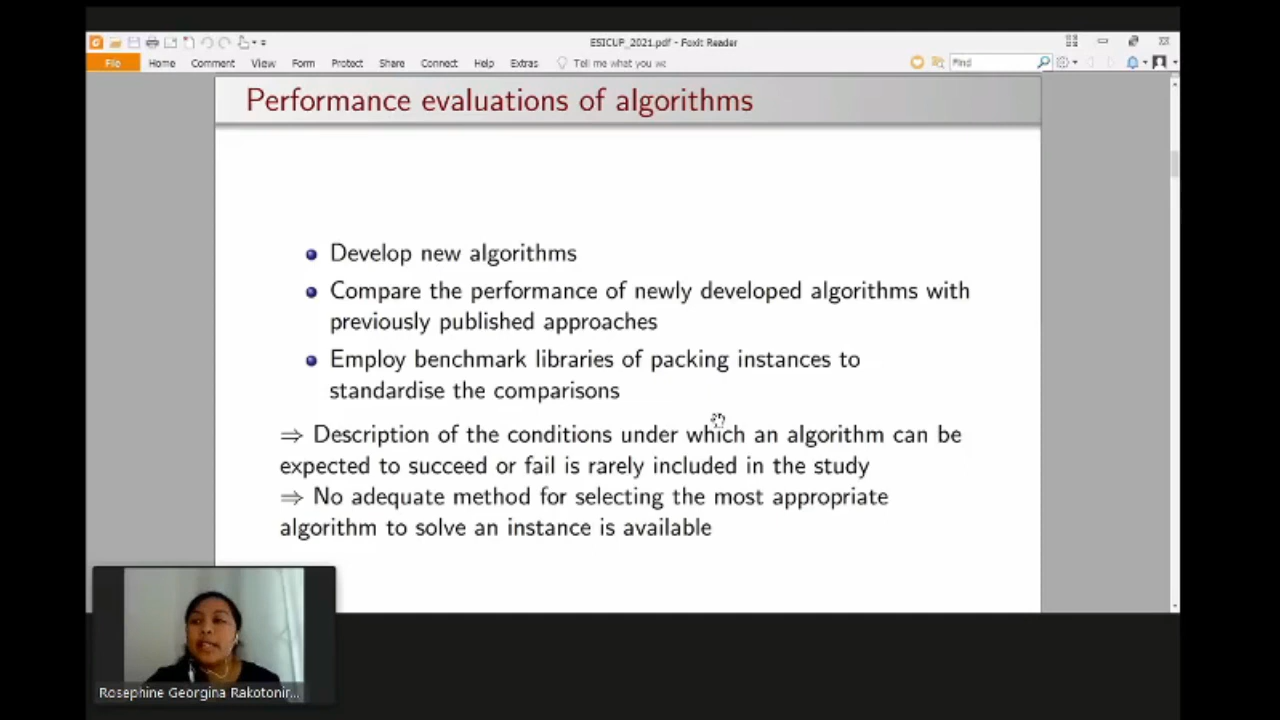 ESICUP_2021.pdf - Foxit Reader
File Home Comment View Form Protect Share Connect Help Extras Tell me what you wa Find
Performance evaluations of algorithms
Develop new algorithms
Compare the performance of newly developed algorithms with
previously published approaches
Employ benchmark libraries of packing instances to
standardise the comparisons
⇒ Description of the conditions under which an algorithm can be
expected to succeed or fail is rarely included in the study
⇒ No adequate method for selecting the most appropriate
algorithm to solve an instance is available
Rosephine Georgina Rakotonir...